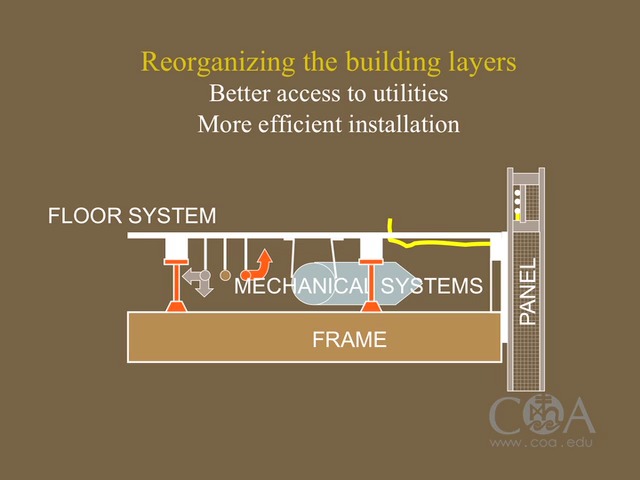 Reorganizing the building layers
Better access to utilities
More efficient installation
FLOOR SYSTEM
MECHANICAL SYSTEMS
PANEL
FRAME
COA
www.coa.edu